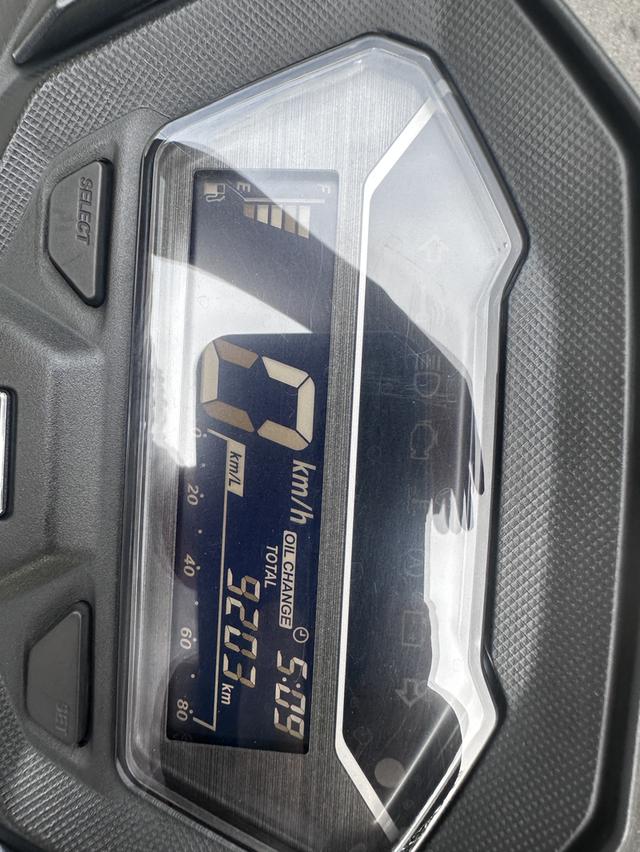 SELECT
E F
0 km/h
OIL CHANGE 5:09
TOTAL 9203 km
km/L
0 20 40 60 80
SET